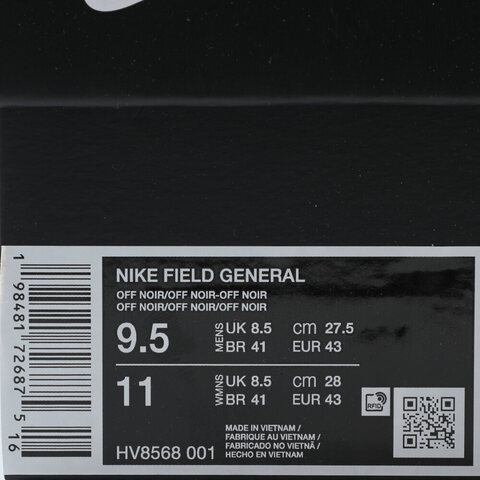 NIKE FIELD GENERAL
OFF NOIR/OFF NOIR-OFF NOIR
OFF NOIR/OFF NOIR/OFF NOIR
9.5 MENS UK 8.5 cm 27.5
BR 41 EUR 43
11 WMNS UK 8.5 cm 28
BR 41 EUR 43
RFID
MADE IN VIETNAM /
FABRIQUE AU VIETNAM /
FABRICADO NO VIETNÃ /
HECHO EN VIETNAM
HV8568 001
1 98481 72687 5 16